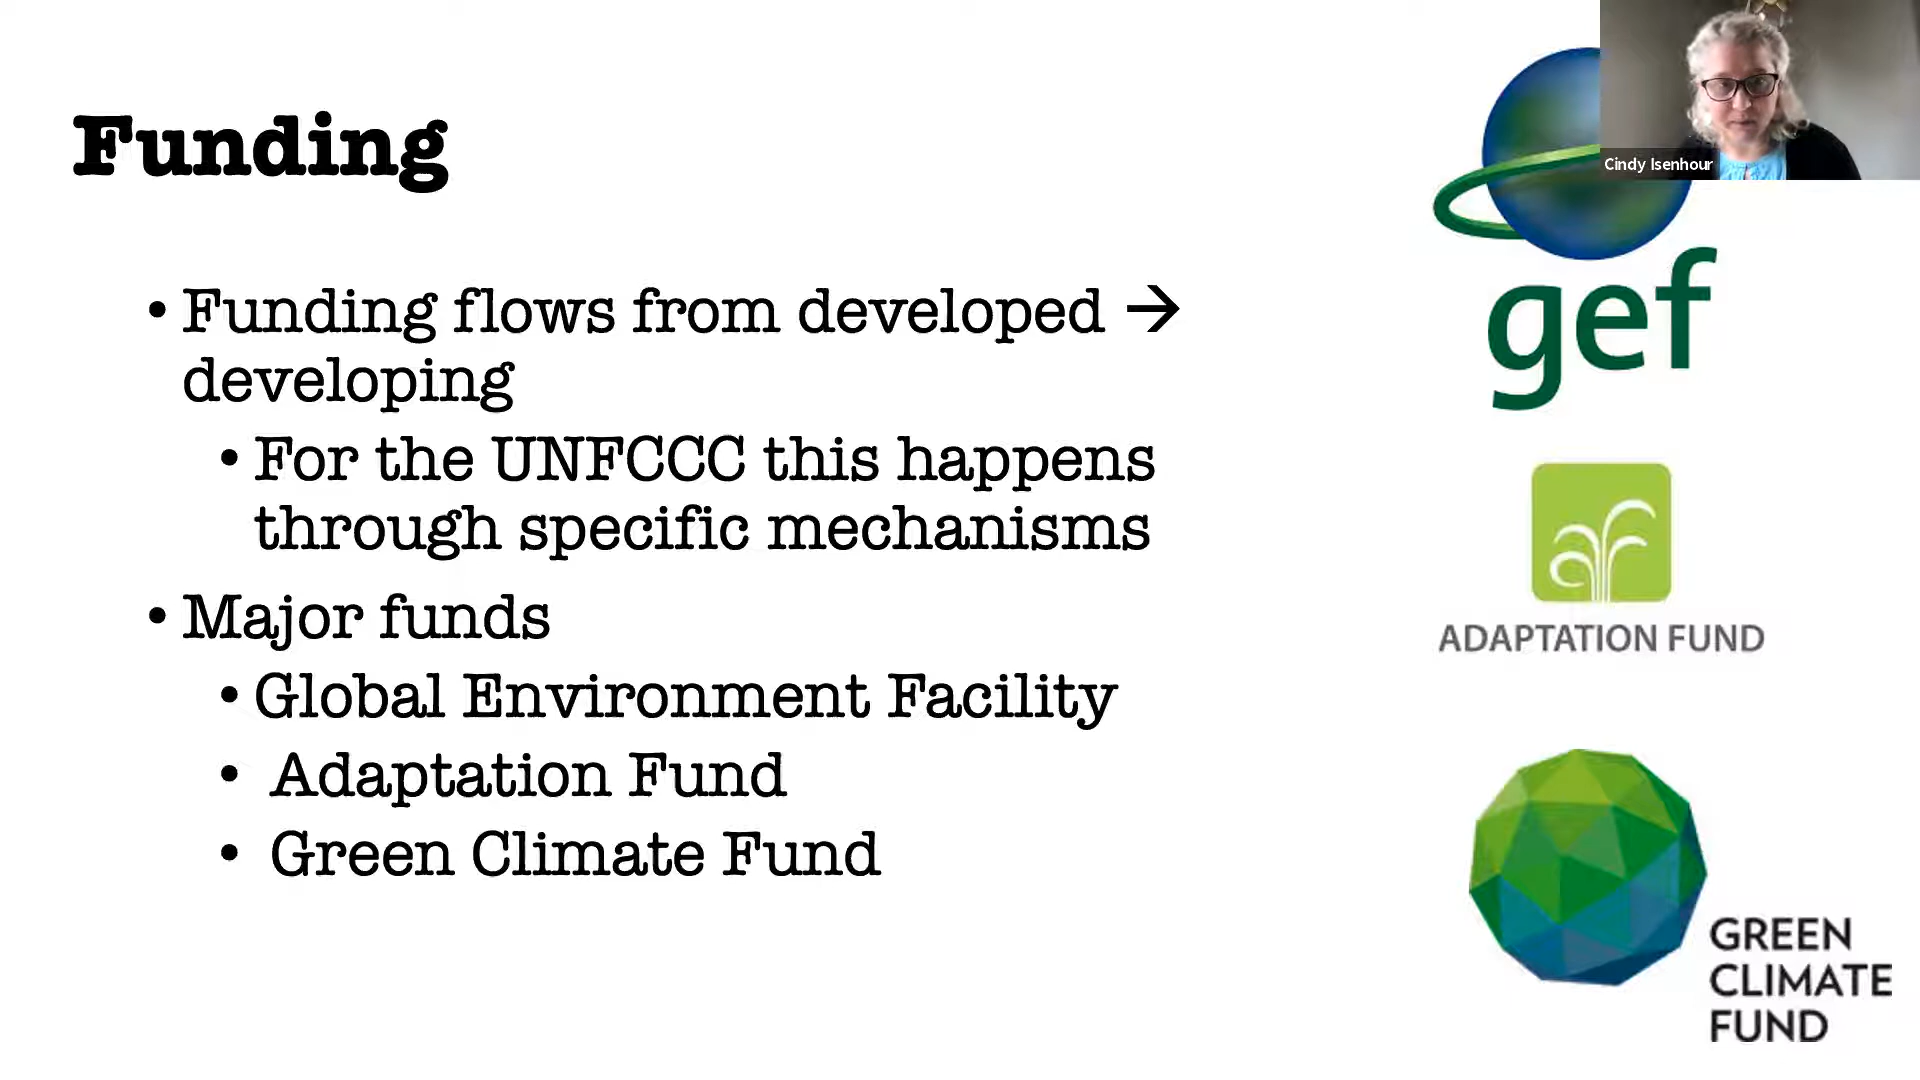 Funding
• Funding flows from developed →
developing
• For the UNFCCC this happens
through specific mechanisms
• Major funds
• Global Environment Facility
• Adaptation Fund
• Green Climate Fund
Cindy Isenhour
gef
ADAPTATION FUND
GREEN
CLIMATE
FUND